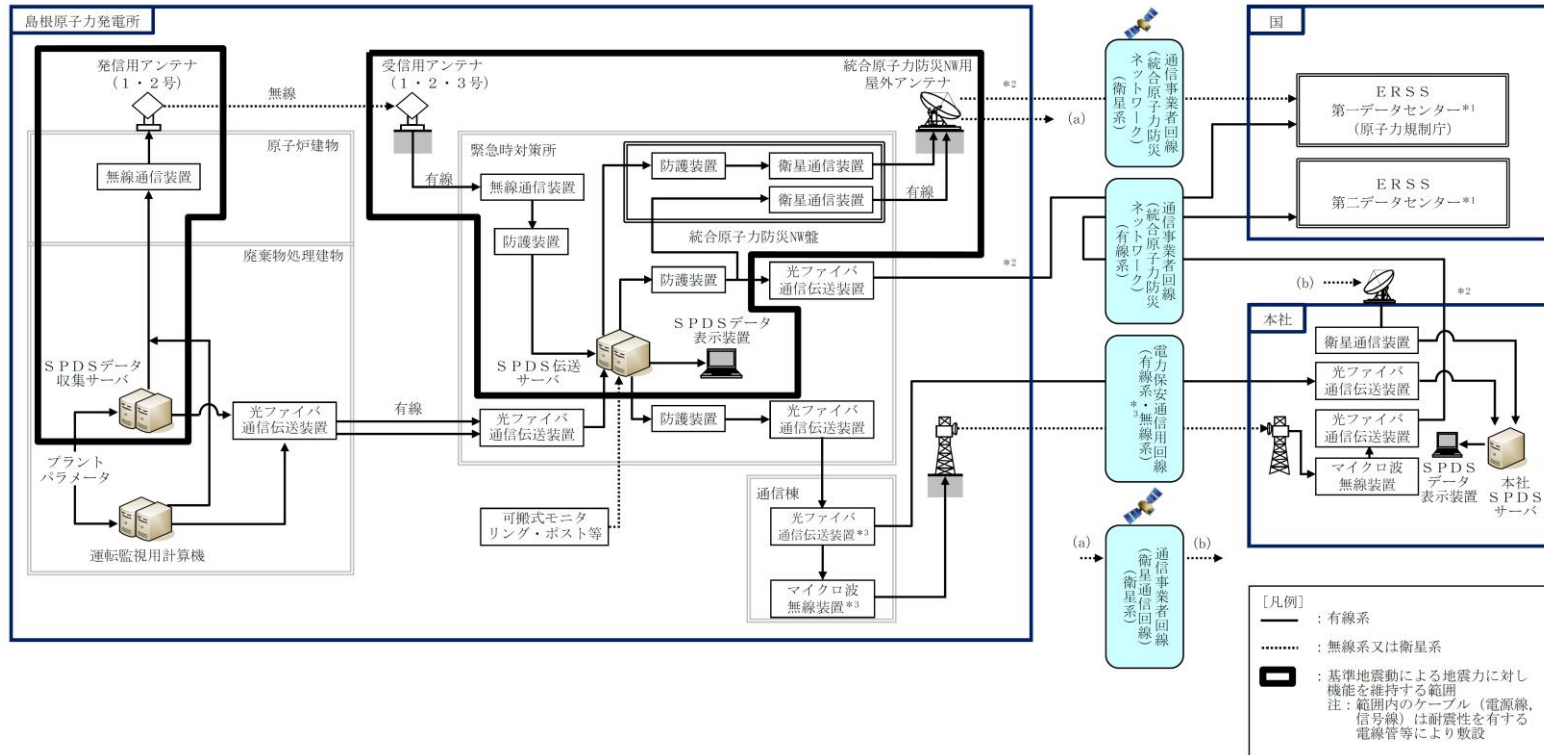 島根原子力発電所
発信用アンテナ
(1・2号)
無線
受信用アンテナ
(1・2・3号)
統合原子力防災NW用
屋外アンテナ
原子炉建物
無線通信装置
有線
緊急時対策所
無線通信装置
防護装置
防護装置
衛星通信装置
衛星通信装置
有線
統合原子力防災NW盤
廃棄物処理建物
防護装置
光ファイバ
通信伝送装置
SPDSデータ
表示装置
SPDSデータ
収集サーバ
SPDS伝送
サーバ
光ファイバ
通信伝送装置
有線
光ファイバ
通信伝送装置
防護装置
光ファイバ
通信伝送装置
プラント
パラメータ
運転監視用計算機
可搬式モニタ
リング・ポスト等
通信棟
光ファイバ
通信伝送装置*3
マイクロ波
無線装置*3
*2
(a)
*2
通信事業者回線
(統合原子力防災
ネットワーク)
(衛星系)
通信事業者回線
(統合原子力防災
ネットワーク)
(有線系)
電力保安通信用回線
(有線系・無線系)
*3
(a)
(b)
通信事業者回線
(衛星通信回線)
(衛星系)
国
ERSS
第一データセンター*1
(原子力規制庁)
ERSS
第二データセンター*1
(b)
*2
本社
衛星通信装置
光ファイバ
通信伝送装置
光ファイバ
通信伝送装置
マイクロ波
無線装置
SPDS
データ
表示装置
本社
SPDS
サーバ
[凡例]
:有線系
:無線系又は衛星系
:基準地震動による地震力に対し
機能を維持する範囲
注:範囲内のケーブル(電源線,
信号線)は耐震性を有する
電線管等により敷設